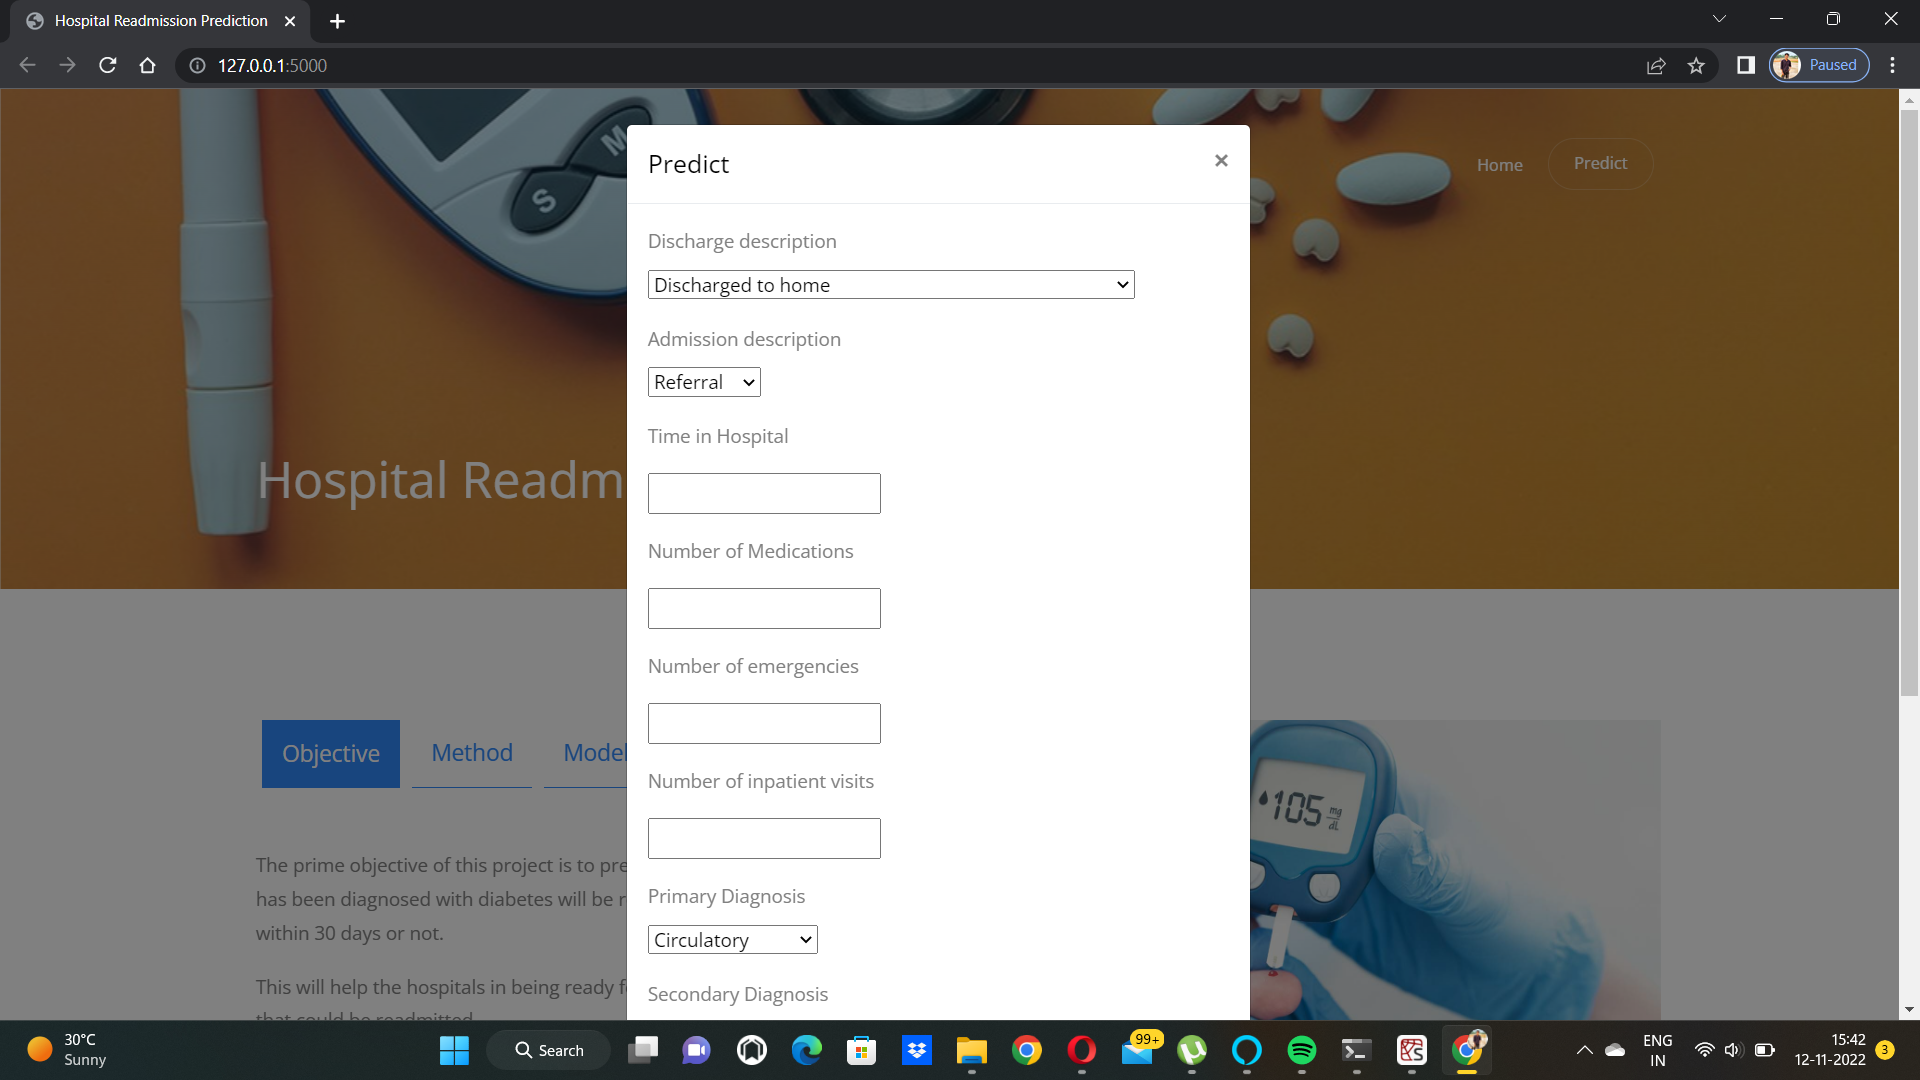 Hospital Readmission Prediction
127.0.0.1:5000
Paused
M
S
Home
Predict
Hospital Readm
Predict
×
Discharge description
Discharged to home
Admission description
Referral
Time in Hospital
Number of Medications
Number of emergencies
Number of inpatient visits
Primary Diagnosis
Circulatory
Secondary Diagnosis
Objective
Method
Model
105 mg
dL
The prime objective of this project is to pre
has been diagnosed with diabetes will be r
within 30 days or not.
This will help the hospitals in being ready f
that could be readmitted
30°C
Sunny
Search
99+
ENG
IN
15:42
12-11-2022
3